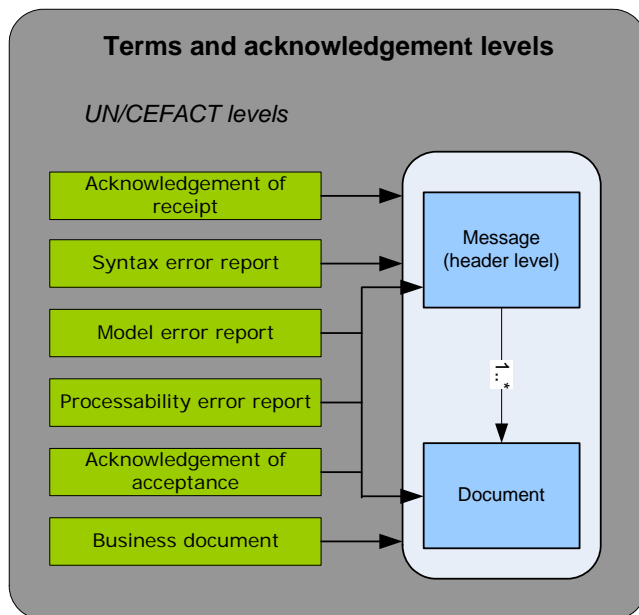 Terms and acknowledgement levels
UN/CEFACT levels
Acknowledgement of
receipt
Syntax error report
Model error report
Processability error report
Acknowledgement of
acceptance
Business document
Message
(header level)
1..*
Document